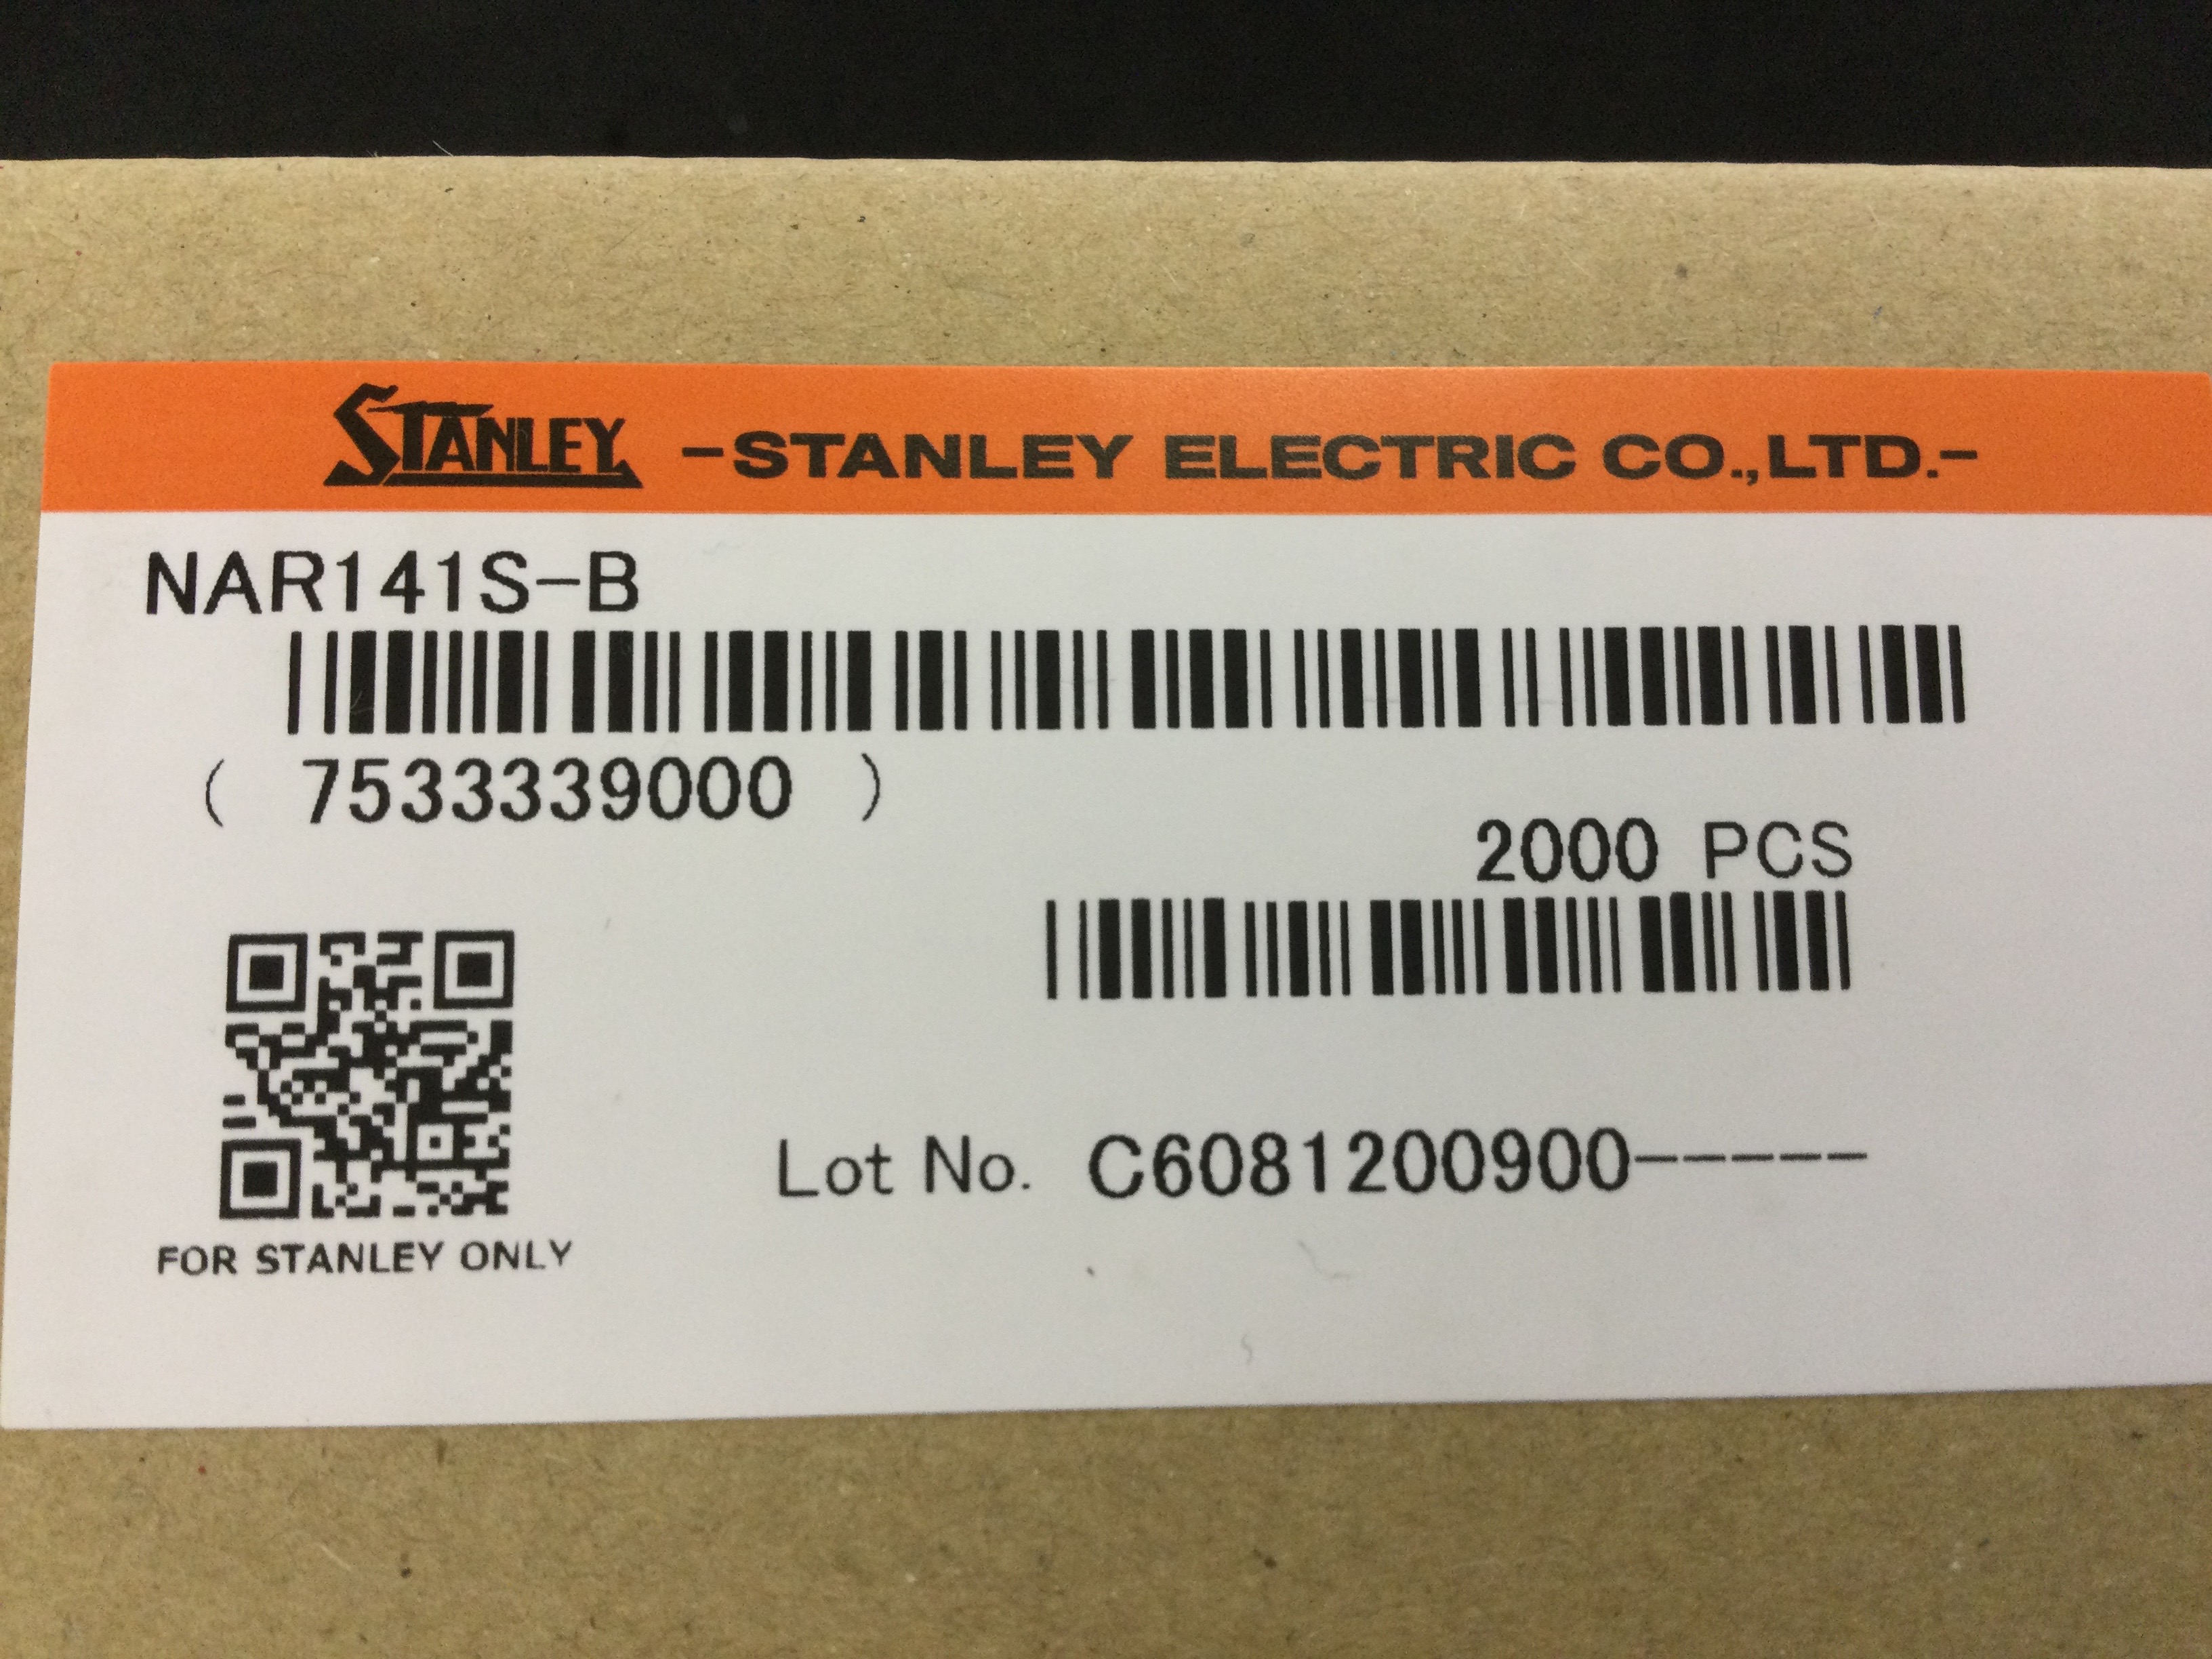 STANLEY -STANLEY ELECTRIC CO.,LTD.-
NAR141S-B
( 7533339000 )
2000 PCS
Lot No. C6081200900-----
FOR STANLEY ONLY